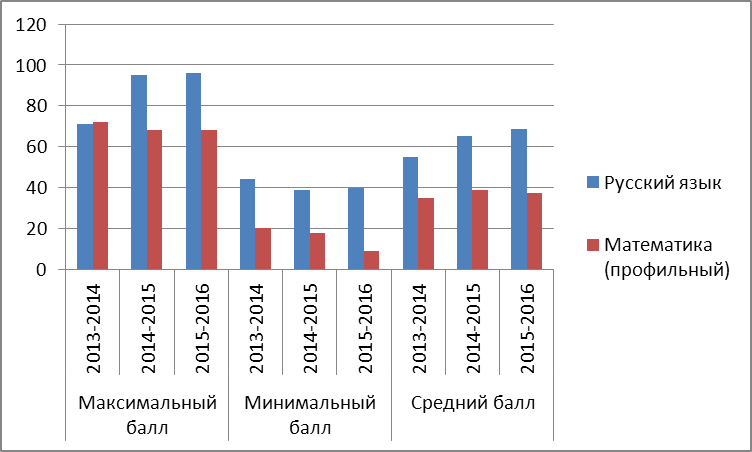 120
100
80
60
40
20
0
2013-2014
2014-2015
2015-2016
2013-2014
2014-2015
2015-2016
2013-2014
2014-2015
2015-2016
Максимальный
балл
Минимальный
балл
Средний балл
Русский язык
Математика
(профильный)